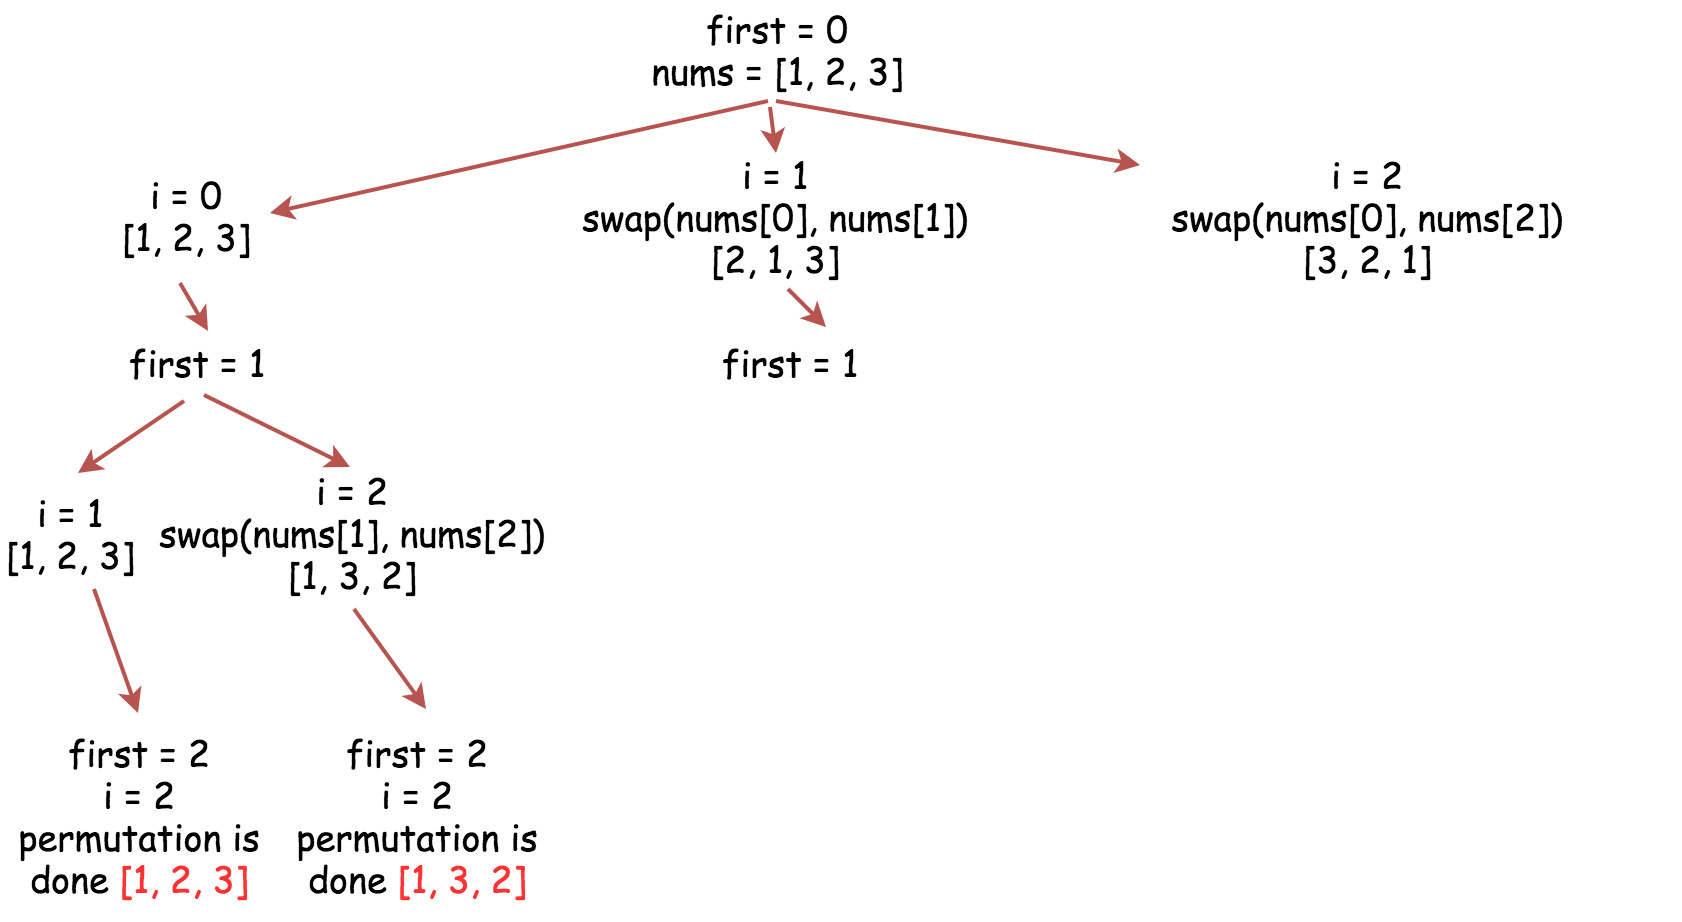 first = 0
nums = [1, 2, 3]
i = 0
[1, 2, 3]
i = 1
swap(nums[0], nums[1])
[2, 1, 3]
i = 2
swap(nums[0], nums[2])
[3, 2, 1]
first = 1
first = 1
i = 1
[1, 2, 3]
i = 2
swap(nums[1], nums[2])
[1, 3, 2]
first = 2
i = 2
permutation is
done [1, 2, 3]
first = 2
i = 2
permutation is
done [1, 3, 2]